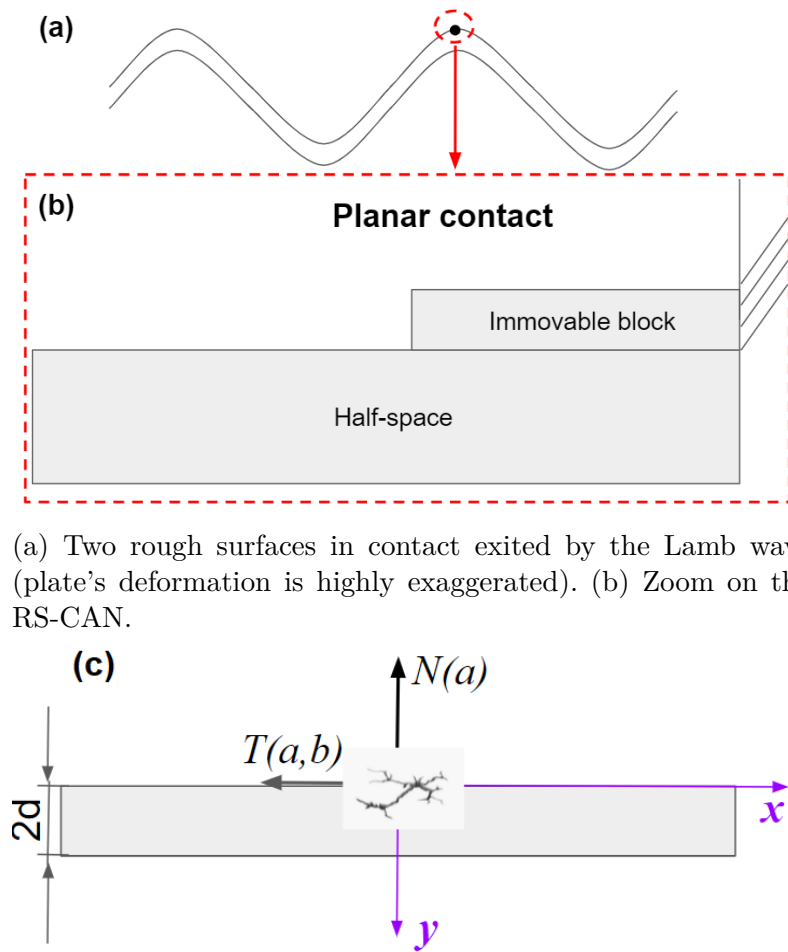 (a)
(b)
Planar contact
Immovable block
Half-space
(a) Two rough surfaces in contact exited by the Lamb wav
(plate's deformation is highly exaggerated). (b) Zoom on th
RS-CAN.
(c)
N(a)
T(a,b)
2d
x
y